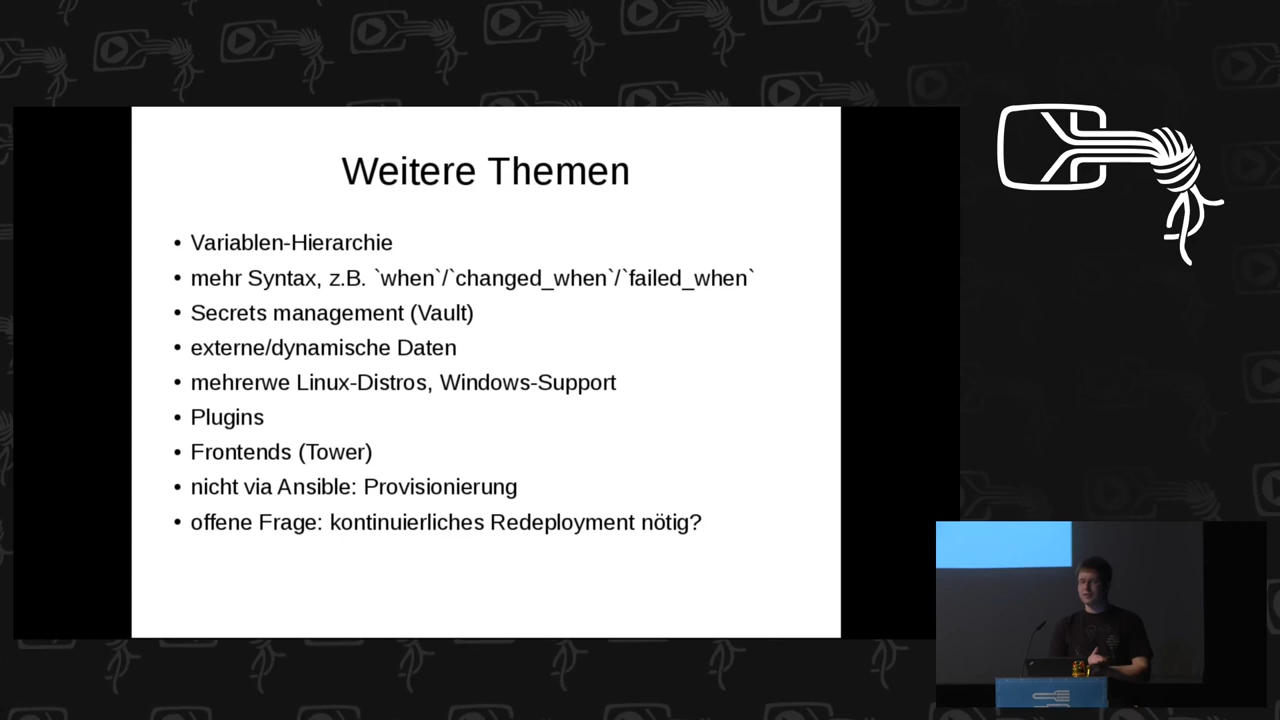 Weitere Themen
• Variablen-Hierarchie
• mehr Syntax, z.B. `when`/`changed_when`/`failed_when`
• Secrets management (Vault)
• externe/dynamische Daten
• mehrerwe Linux-Distros, Windows-Support
• Plugins
• Frontends (Tower)
• nicht via Ansible: Provisionierung
• offene Frage: kontinuierliches Redeployment nötig?